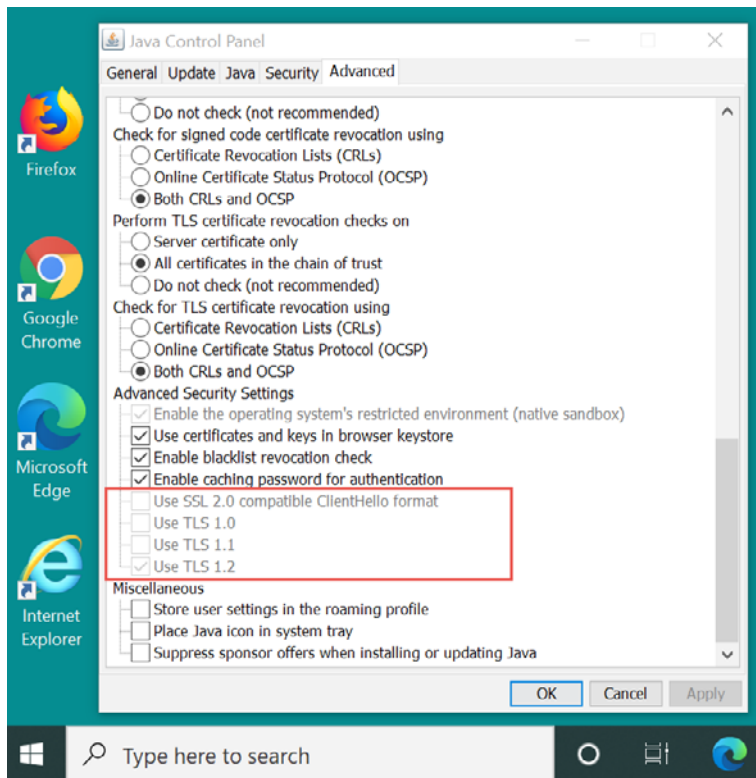 Java Control Panel
General Update Java Security Advanced
Do not check (not recommended)
Check for signed code certificate revocation using
Certificate Revocation Lists (CRLs)
Online Certificate Status Protocol (OCSP)
Both CRLs and OCSP
Perform TLS certificate revocation checks on
Server certificate only
All certificates in the chain of trust
Do not check (not recommended)
Check for TLS certificate revocation using
Certificate Revocation Lists (CRLs)
Online Certificate Status Protocol (OCSP)
Both CRLs and OCSP
Advanced Security Settings
Enable the operating system's restricted environment (native sandbox)
Use certificates and keys in browser keystore
Enable blacklist revocation check
Enable caching password for authentication
Use SSL 2.0 compatible ClientHello format
Use TLS 1.0
Use TLS 1.1
Use TLS 1.2
Miscellaneous
Store user settings in the roaming profile
Place Java icon in system tray
Suppress sponsor offers when installing or updating Java
OK Cancel Apply
Firefox
Google
Chrome
Microsoft
Edge
Internet
Explorer
Type here to search